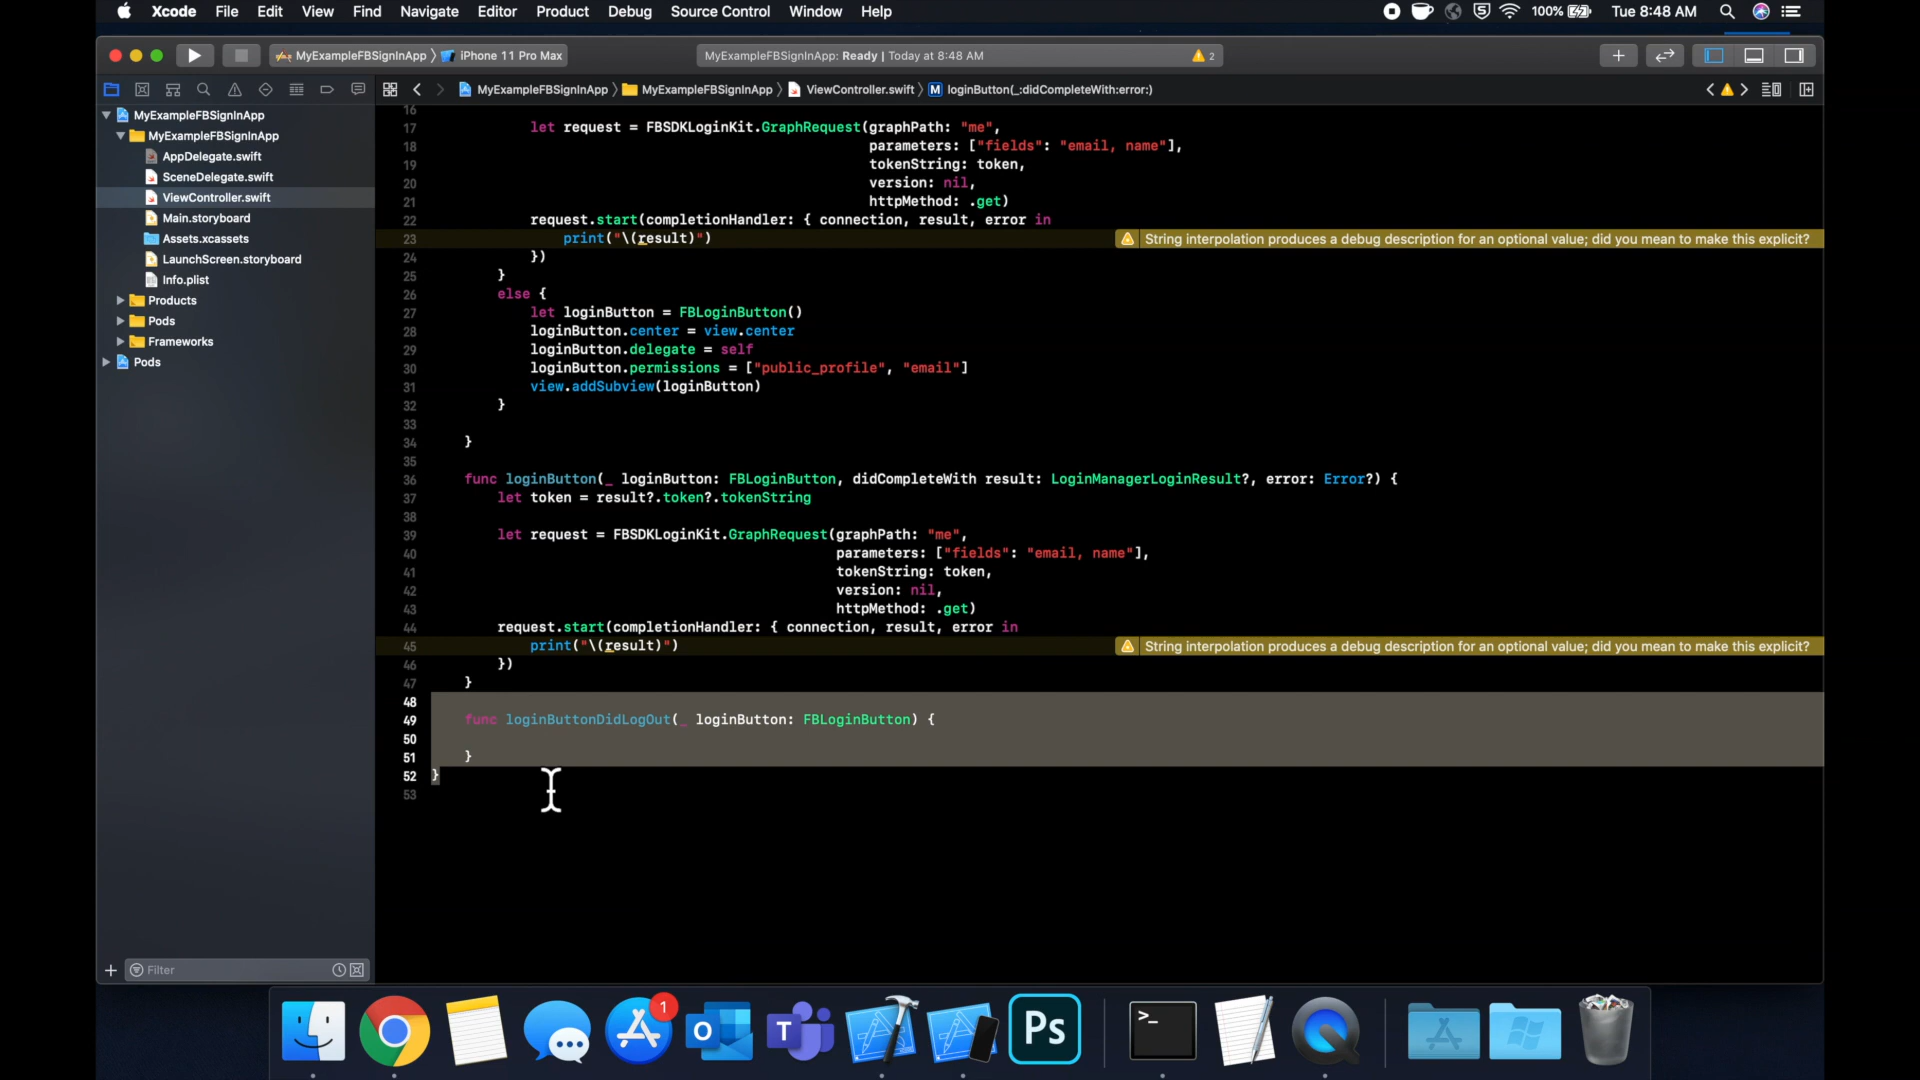 Xcode File Edit View Find Navigate Editor Product Debug Source Control Window Help 5 100% Tue 8:48 AM
MyExampleFBSignInApp iPhone 11 Pro Max MyExampleFBSignInApp: Ready | Today at 8:48 AM 2
MyExampleFBSignInApp MyExampleFBSignInApp ViewController.swift M loginButton(_:didCompleteWith:error:)
MyExampleFBSignInApp
MyExampleFBSignInApp
AppDelegate.swift
SceneDelegate.swift
ViewController.swift
Main.storyboard
Assets.xcassets
LaunchScreen.storyboard
Info.plist
Products
Pods
Frameworks
Pods
Filter
16
17 let request = FBSDKLoginKit.GraphRequest(graphPath: "me",
18 parameters: ["fields": "email, name"],
19 tokenString: token,
20 version: nil,
21 httpMethod: .get)
22 request.start(completionHandler: { connection, result, error in
23 print("\(result)") String interpolation produces a debug description for an optional value; did you mean to make this explicit?
24 })
25 }
26 else {
27 let loginButton = FBLoginButton()
28 loginButton.center = view.center
29 loginButton.delegate = self
30 loginButton.permissions = ["public_profile", "email"]
31 view.addSubview(loginButton)
32 }
33
34 }
35
36 func loginButton(_ loginButton: FBLoginButton, didCompleteWith result: LoginManagerLoginResult?, error: Error?) {
37 let token = result?.token?.tokenString
38
39 let request = FBSDKLoginKit.GraphRequest(graphPath: "me",
40 parameters: ["fields": "email, name"],
41 tokenString: token,
42 version: nil,
43 httpMethod: .get)
44 request.start(completionHandler: { connection, result, error in
45 print("\(result)") String interpolation produces a debug description for an optional value; did you mean to make this explicit?
46 })
47 }
48
49 func loginButtonDidLogOut(_ loginButton: FBLoginButton) {
50
51 }
52 }
53
1
O
T
Ps
>_